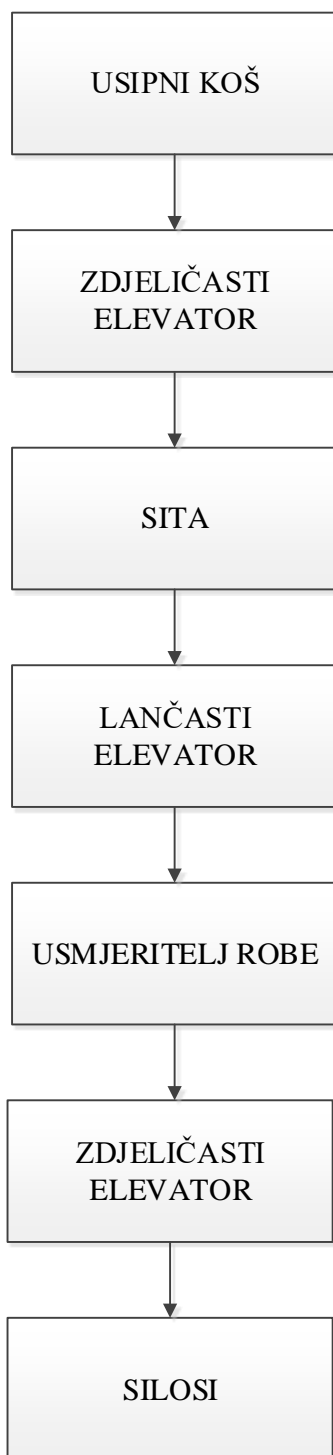 USIPNI KOŠ
ZDJELIČASTI
ELEVATOR
SITA
LANČASTI
ELEVATOR
USMJERITELJ ROBE
ZDJELIČASTI
ELEVATOR
SILOSI